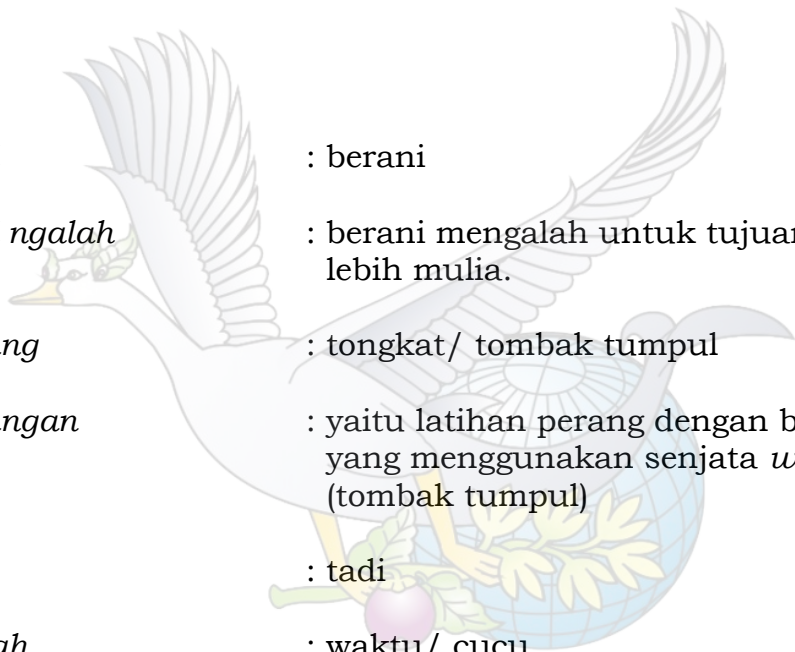 : berani
ngalah : berani mengalah untuk tujuan
lebih mulia.
ng : tongkat/ tombak tumpul
ngan : yaitu latihan perang dengan b
yang menggunakan senjata w
(tombak tumpul)
: tadi
ah : waktu/ cucu